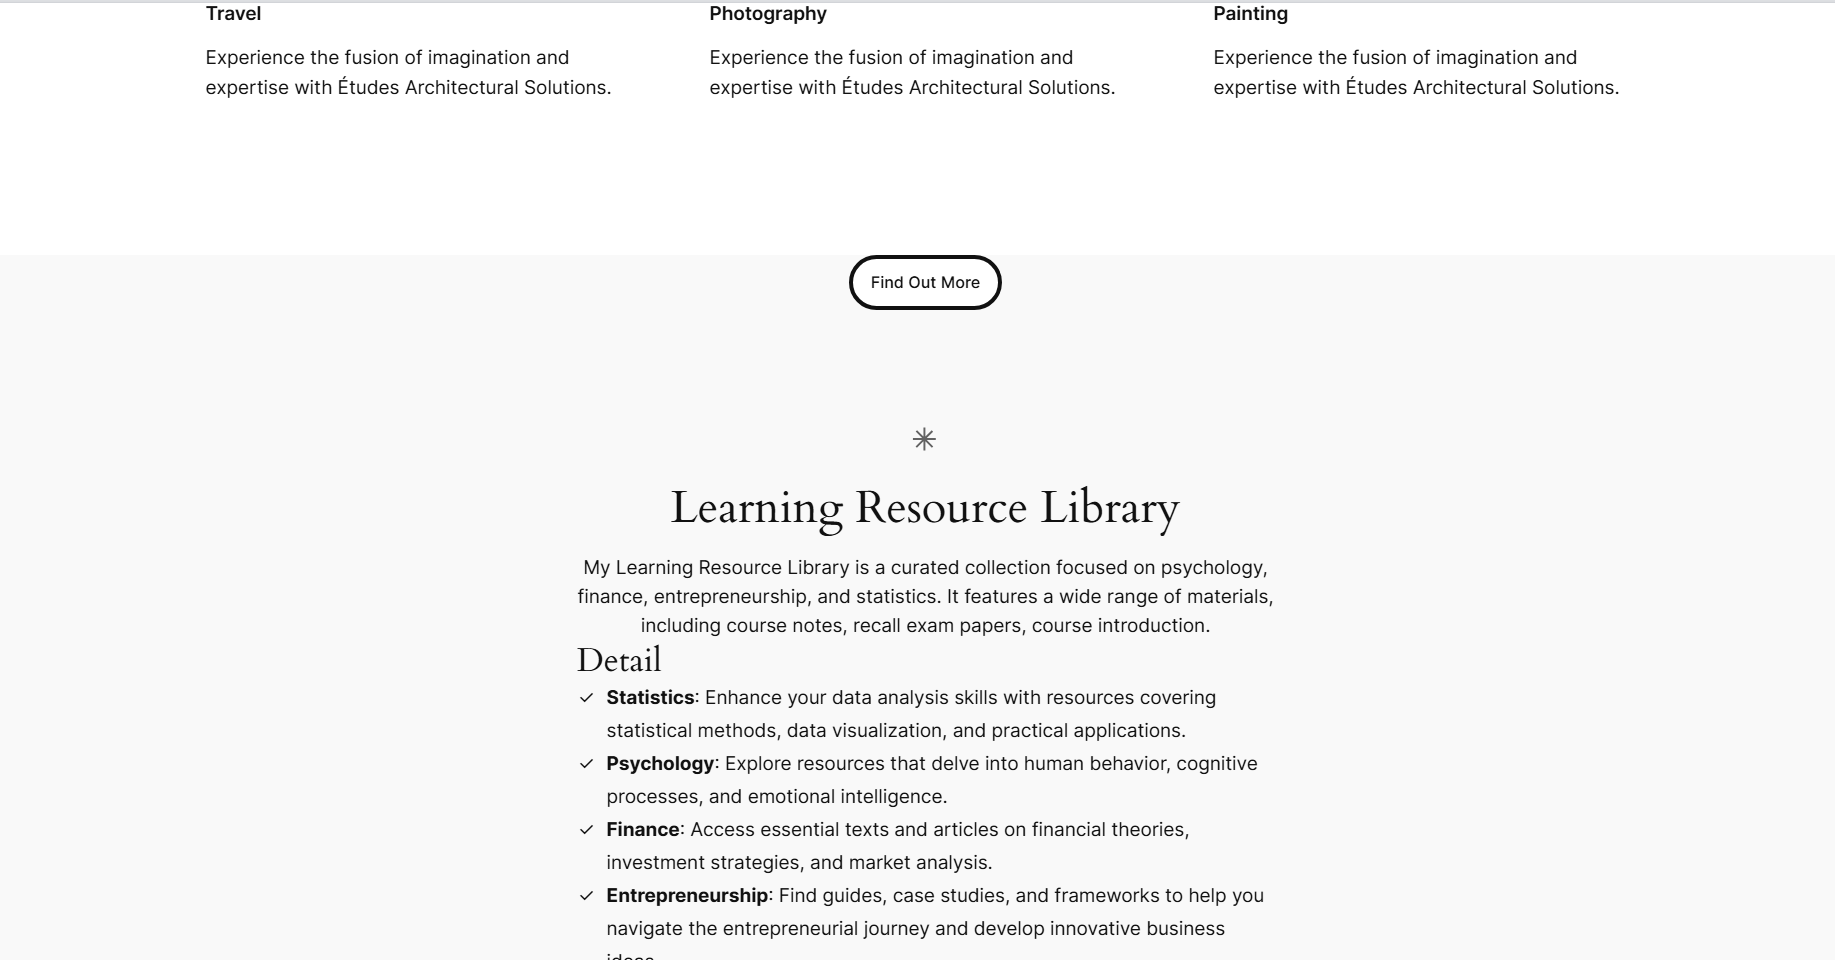 Travel
Experience the fusion of imagination and
expertise with Études Architectural Solutions.
Photography
Experience the fusion of imagination and
expertise with Études Architectural Solutions.
Painting
Experience the fusion of imagination and
expertise with Études Architectural Solutions.
Find Out More
Learning Resource Library
My Learning Resource Library is a curated collection focused on psychology,
finance, entrepreneurship, and statistics. It features a wide range of materials,
including course notes, recall exam papers, course introduction.
Detail
Statistics: Enhance your data analysis skills with resources covering
statistical methods, data visualization, and practical applications.
Psychology: Explore resources that delve into human behavior, cognitive
processes, and emotional intelligence.
Finance: Access essential texts and articles on financial theories,
investment strategies, and market analysis.
Entrepreneurship: Find guides, case studies, and frameworks to help you
navigate the entrepreneurial journey and develop innovative business